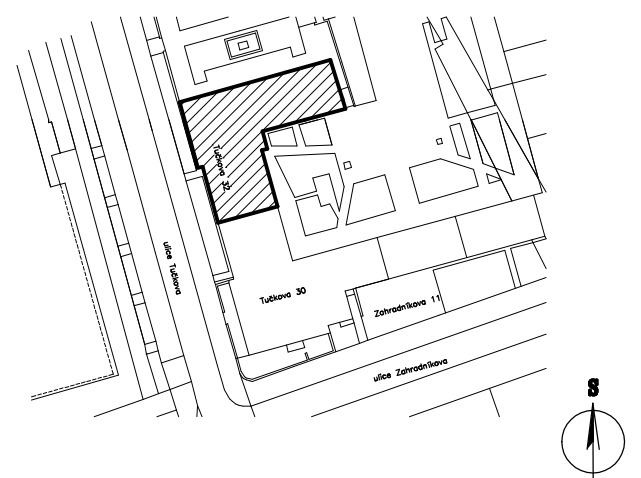 Tučkova 32
ulice Tučkova
Tučkova 30
Zahradníkova 11
ulice Zahradníkova
S